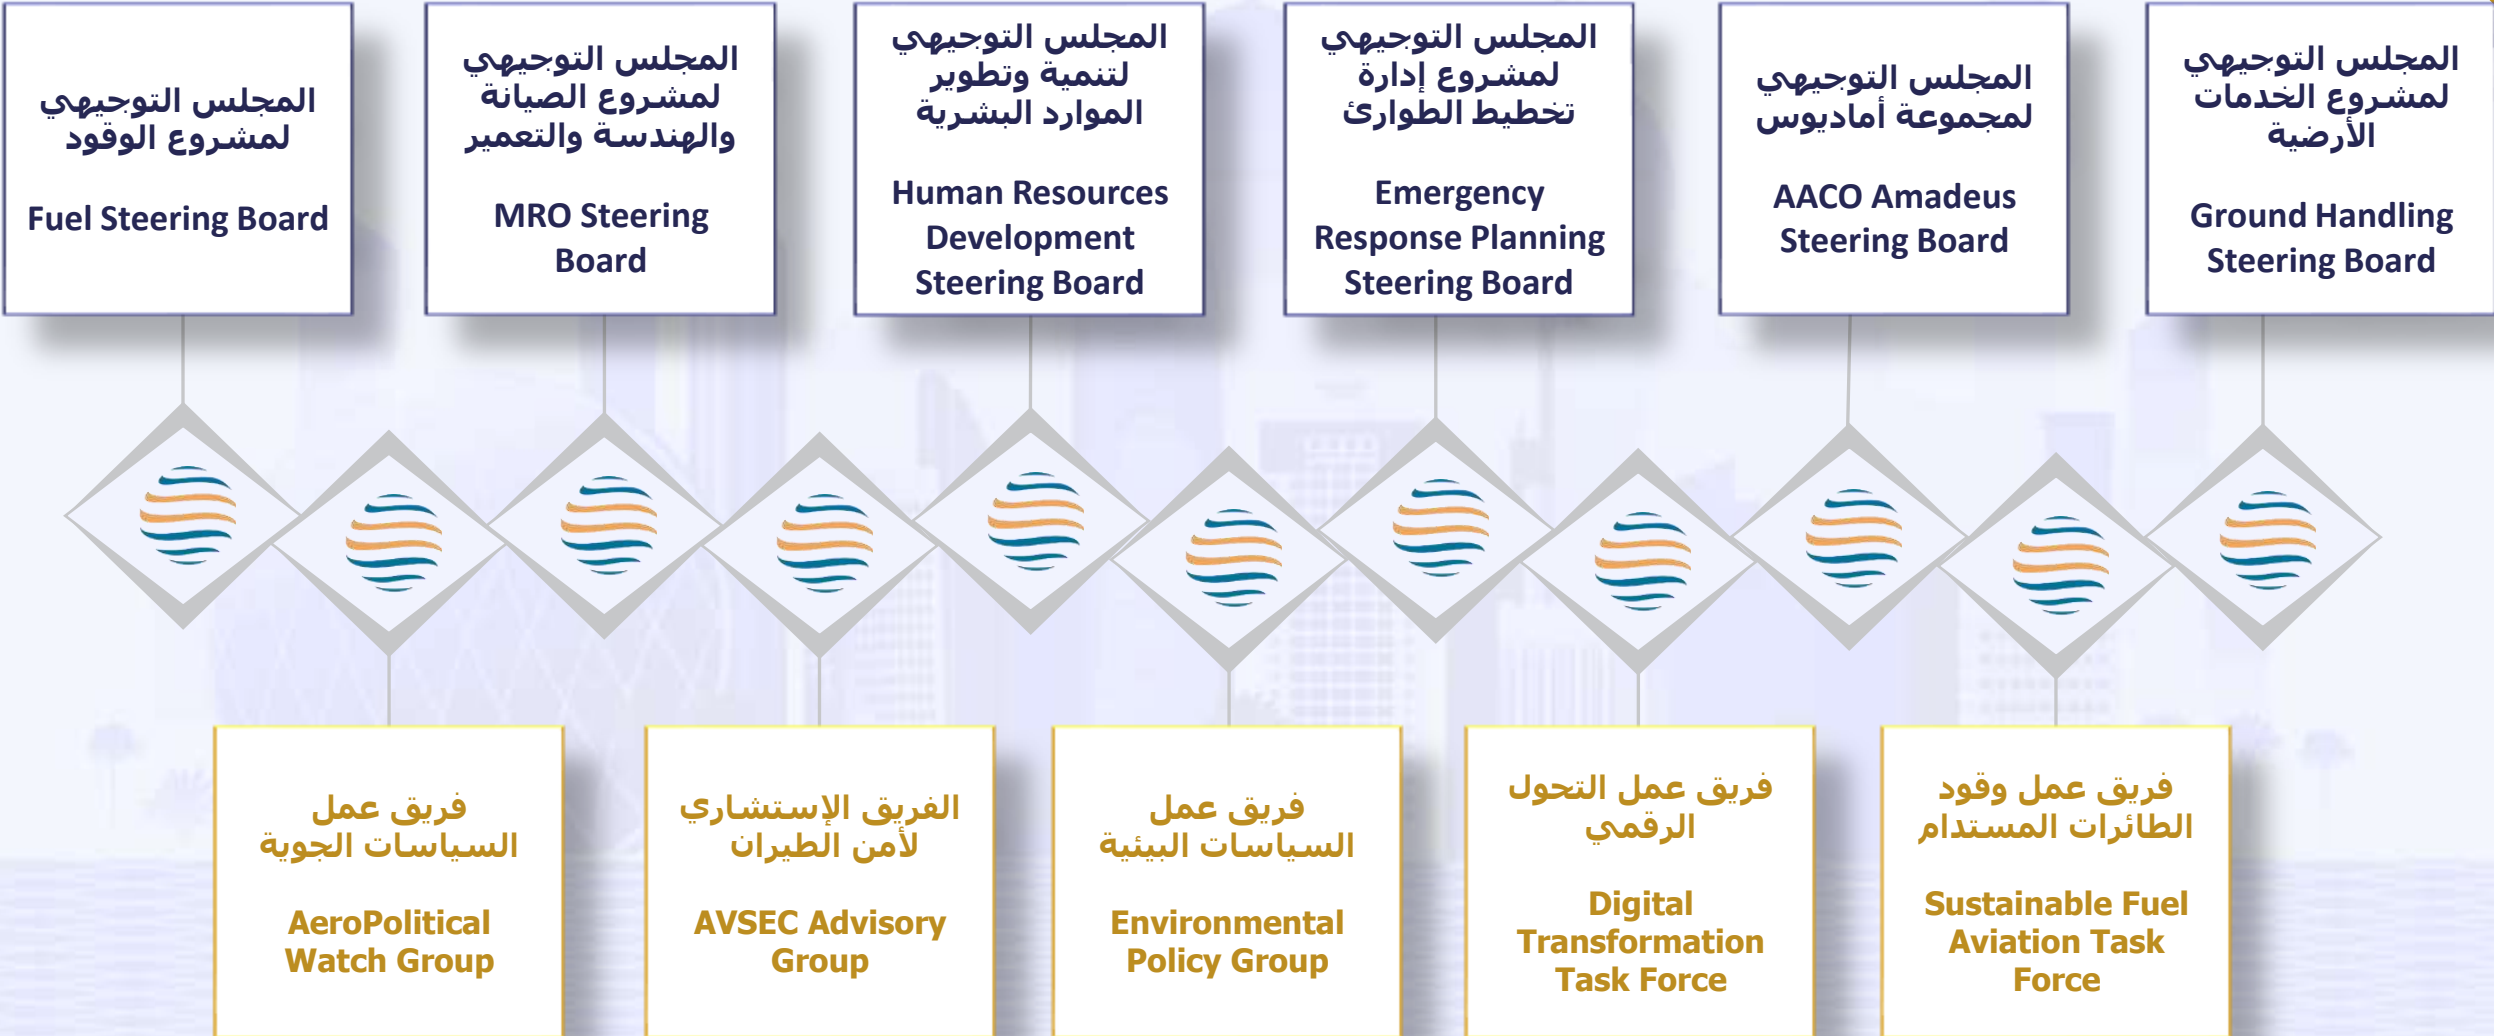 المجلس التوجيهي
لمشروع الوقود
Fuel Steering Board
المجلس التوجيهي
لمشروع الصيانة
والهندسة والتعمير
MRO Steering
Board
المجلس التوجيهي
لتنمية وتطوير
الموارد البشرية
Human Resources
Development
Steering Board
المجلس التوجيهي
لمشروع إدارة
تخطيط الطوارئ
Emergency
Response Planning
Steering Board
المجلس التوجيهي
لمجموعة أماديوس
AACO Amadeus
Steering Board
المجلس التوجيهي
لمشروع الخدمات
الأرضية
Ground Handling
Steering Board
فريق عمل
السياسات الجوية
AeroPolitical
Watch Group
الفريق الإستشاري
لأمن الطيران
AVSEC Advisory
Group
فريق عمل
السياسات البيئية
Environmental
Policy Group
فريق عمل التحول
الرقمي
Digital
Transformation
Task Force
فريق عمل وقود
الطائرات المستدام
Sustainable Fuel
Aviation Task
Force